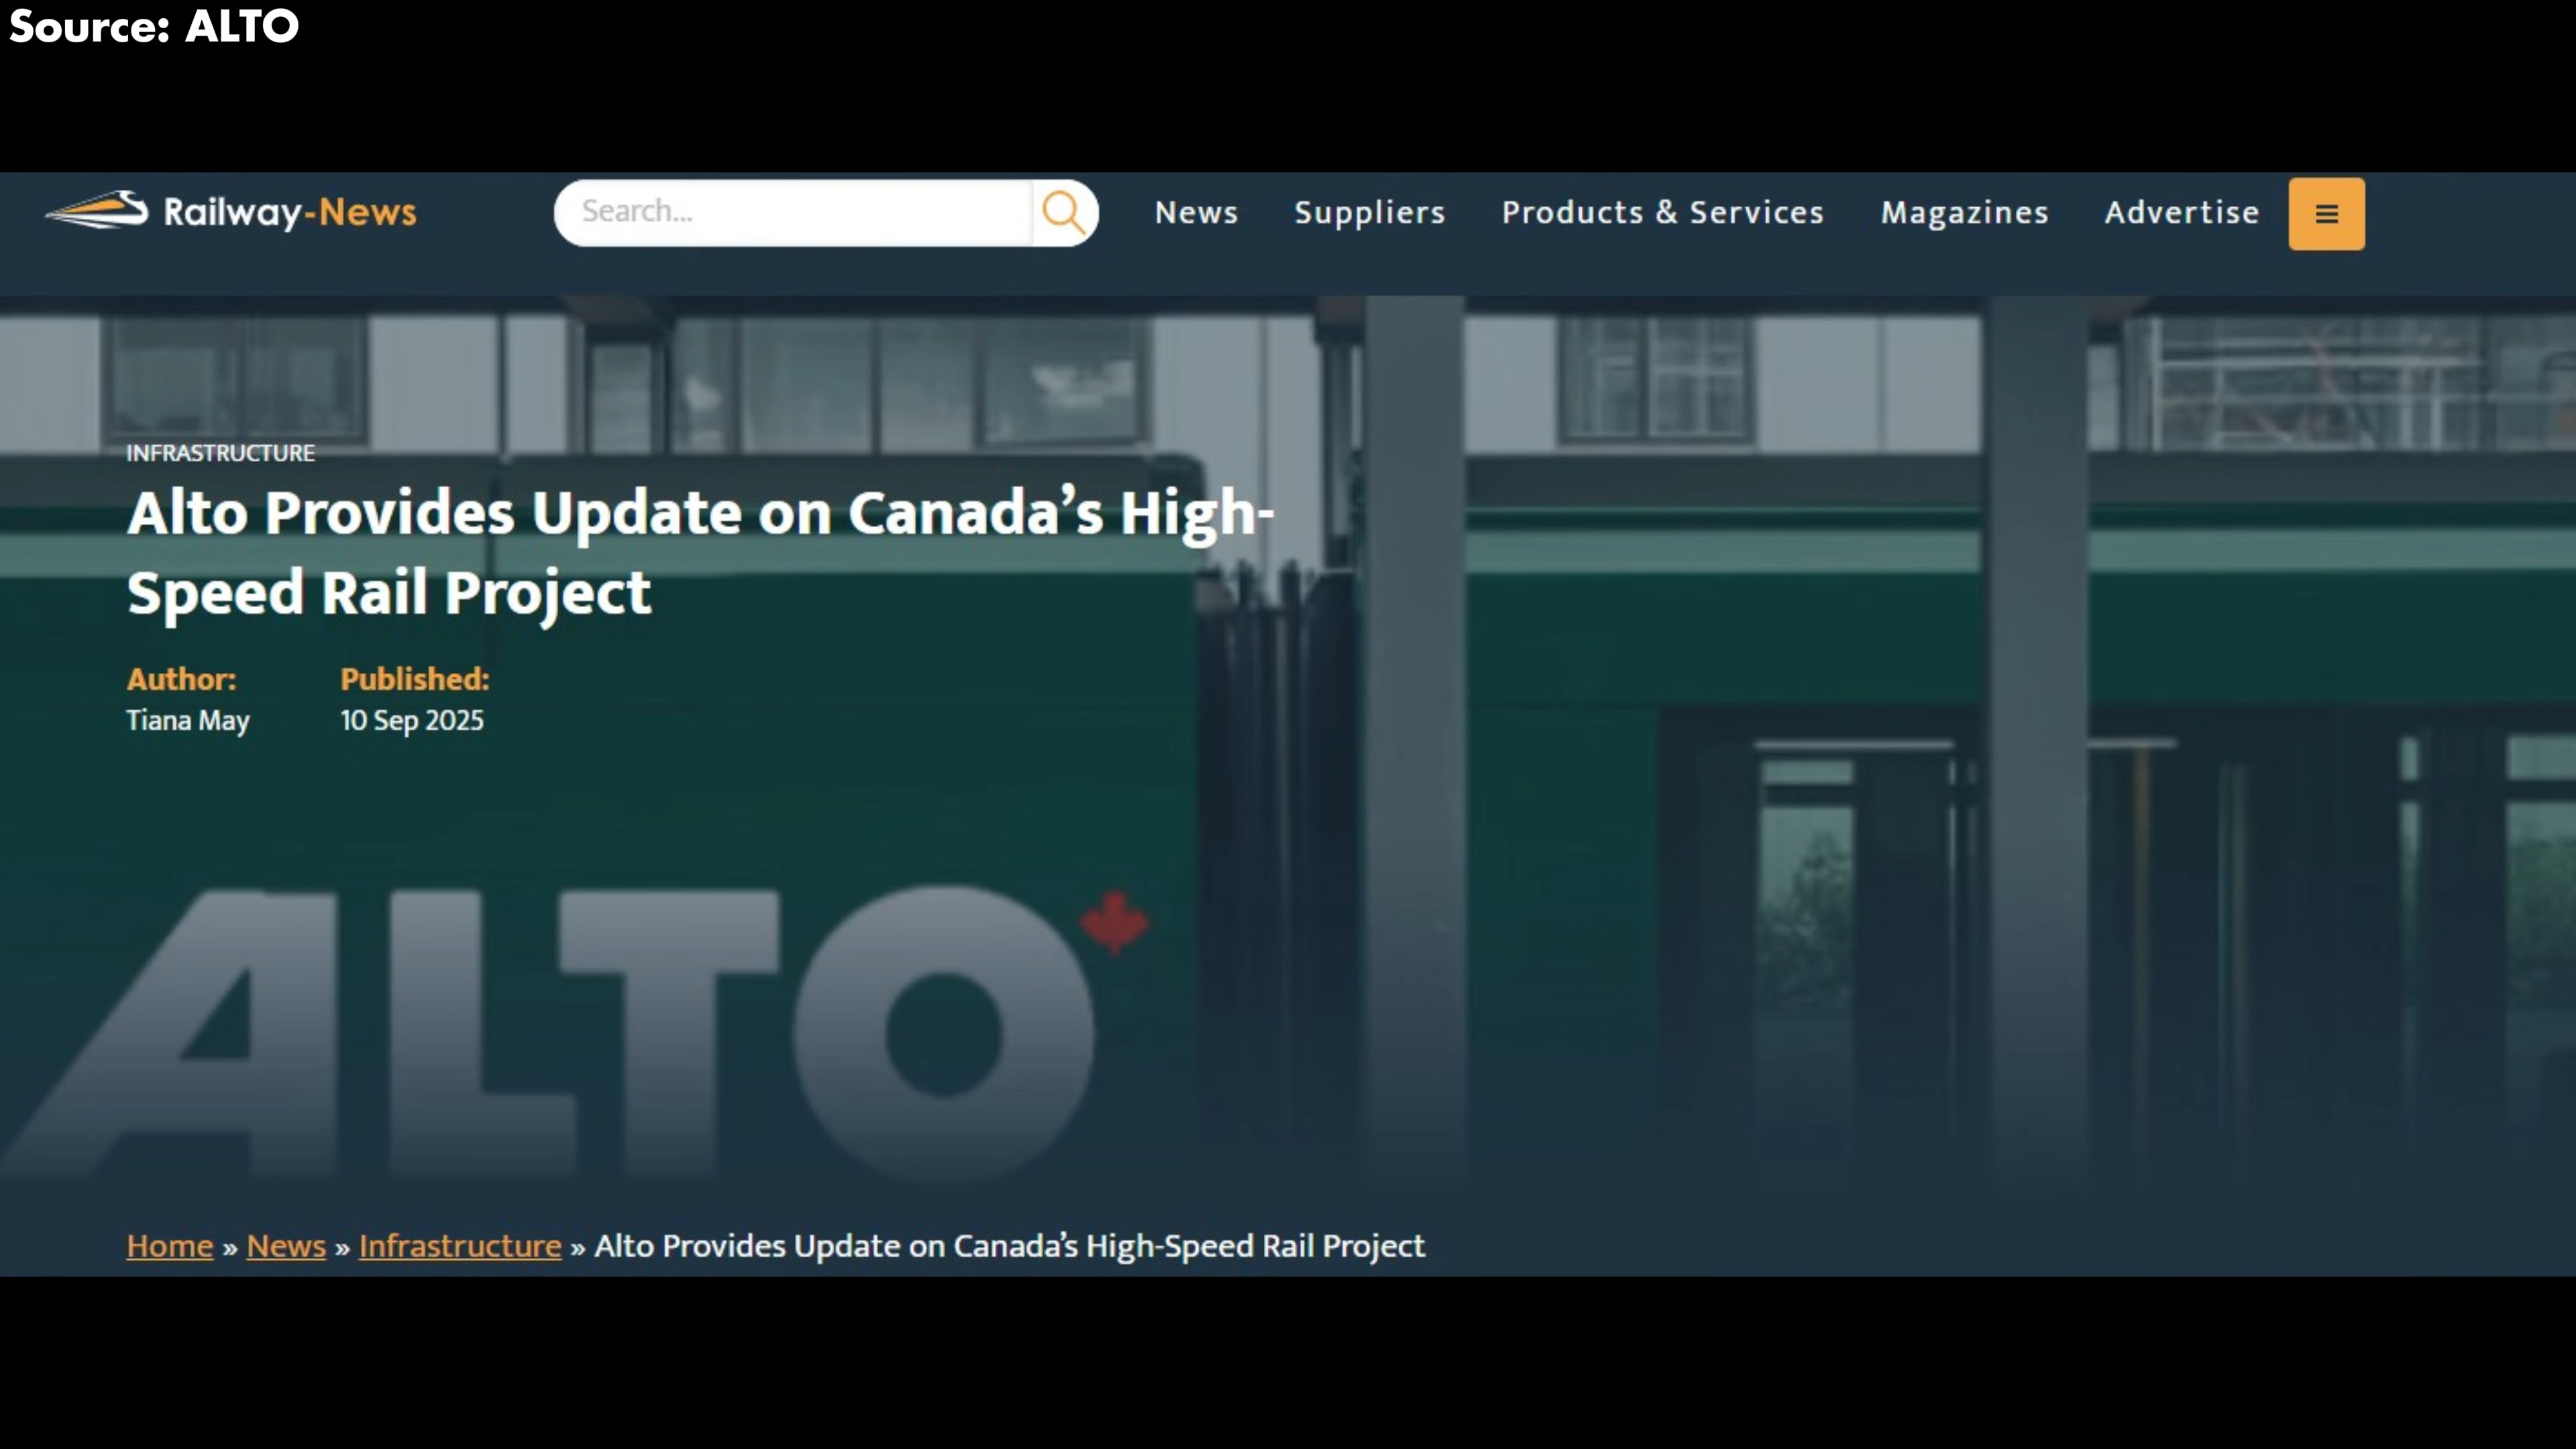 Source: ALTO
Railway-News
Search...
News
Suppliers
Products & Services
Magazines
Advertise
INFRASTRUCTURE
Alto Provides Update on Canada’s High-
Speed Rail Project
Author:
Published:
Tiana May
10 Sep 2025
ALTO
Home » News » Infrastructure » Alto Provides Update on Canada’s High-Speed Rail Project